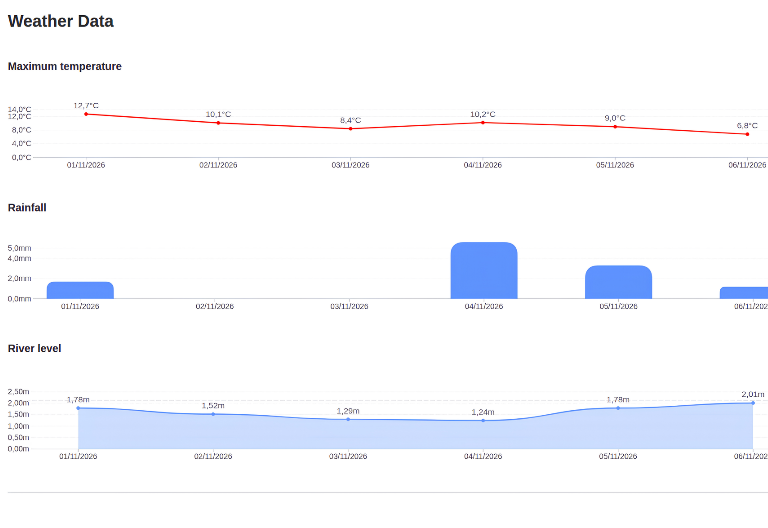 Weather Data
Maximum temperature
14,0°C
12,0°C
8,0°C
4,0°C
0,0°C
12,7°C
10,1°C
8,4°C
10,2°C
9,0°C
6,8°C
01/11/2026 02/11/2026 03/11/2026 04/11/2026 05/11/2026 06/11/2026
Rainfall
5,0mm
4,0mm
2,0mm
0,0mm
01/11/2026 02/11/2026 03/11/2026 04/11/2026 05/11/2026 06/11/202
River level
2,50m
2,00m
1,50m
1,00m
0,50m
0,00m
1,78m
1,52m
1,29m
1,24m
1,78m
2,01m
01/11/2026 02/11/2026 03/11/2026 04/11/2026 05/11/2026 06/11/202